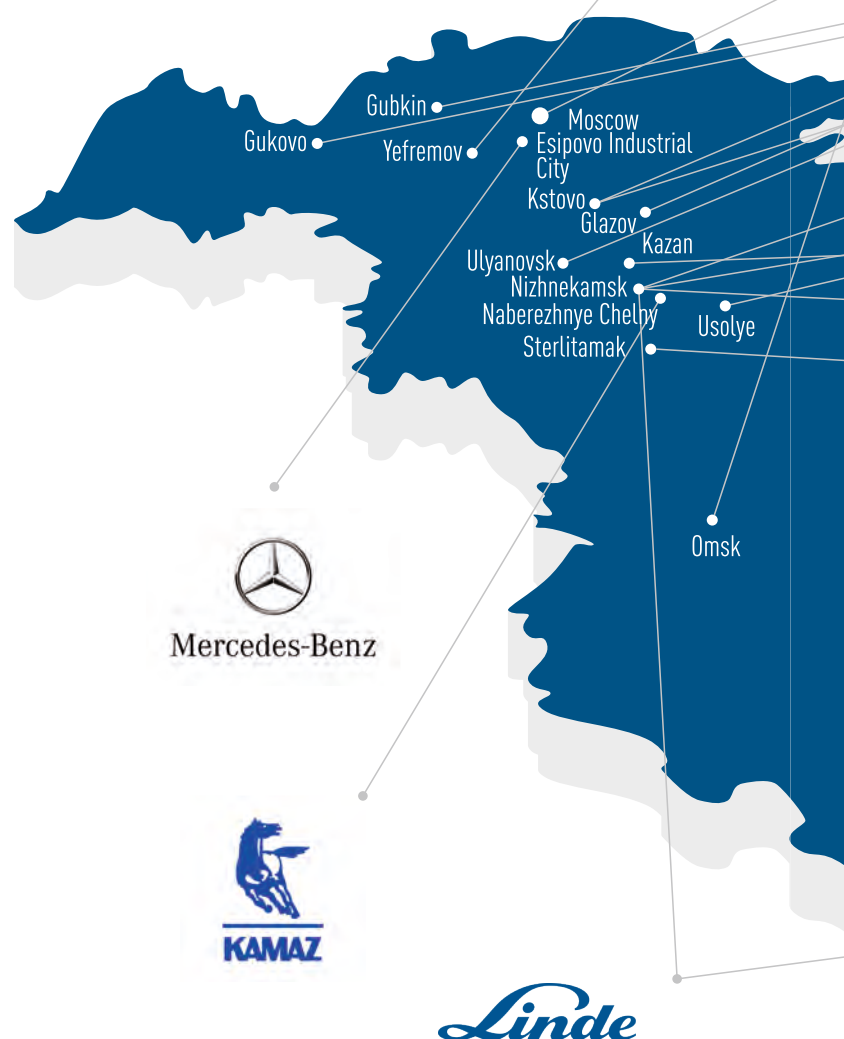 Gubkin
Moscow
Gukovo
Yefremov
Esipovo Industrial
City
Kstovo
Glazov
Kazan
Ulyanovsk
Nizhnekamsk
Naberezhnye Chelny
Usolye
Sterlitamak
Omsk
Mercedes-Benz
KAMAZ
Linde